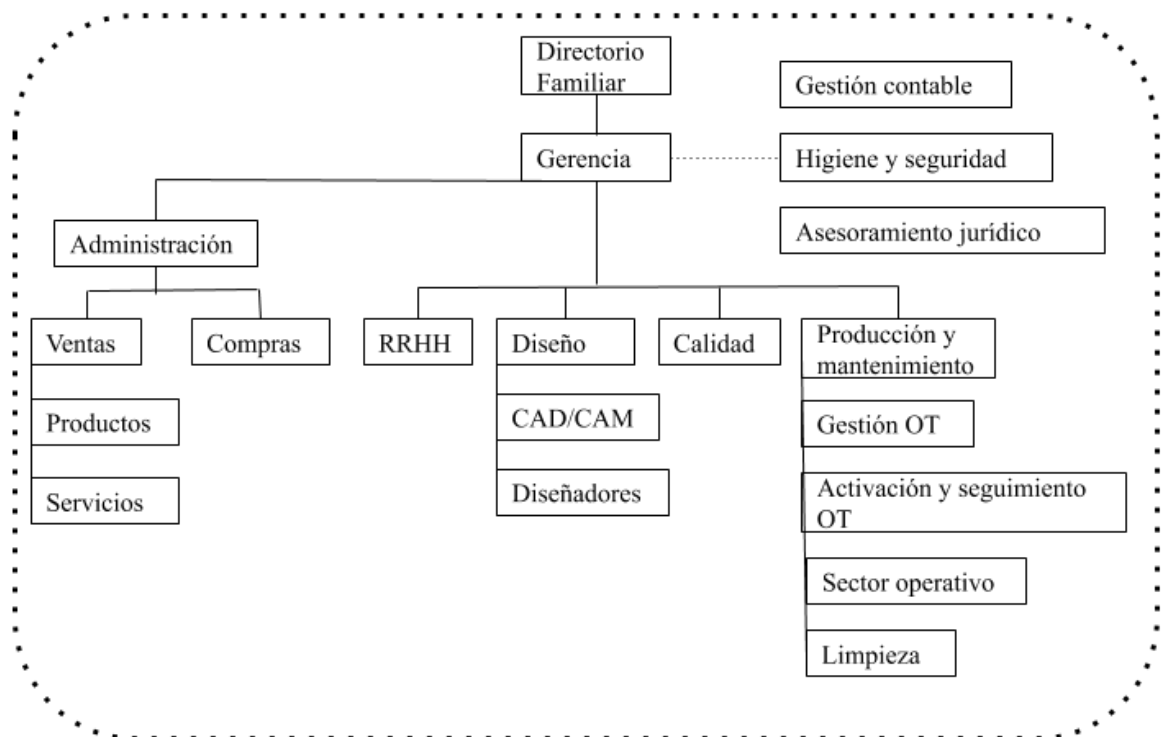 Directorio
Familiar
Gestión contable
Gerencia
Higiene y seguridad
Administración
Asesoramiento jurídico
Ventas
Compras
RRHH
Diseño
Calidad
Producción y
mantenimiento
Productos
CAD/CAM
Gestión OT
Servicios
Diseñadores
Activación y seguimiento
OT
Sector operativo
Limpieza